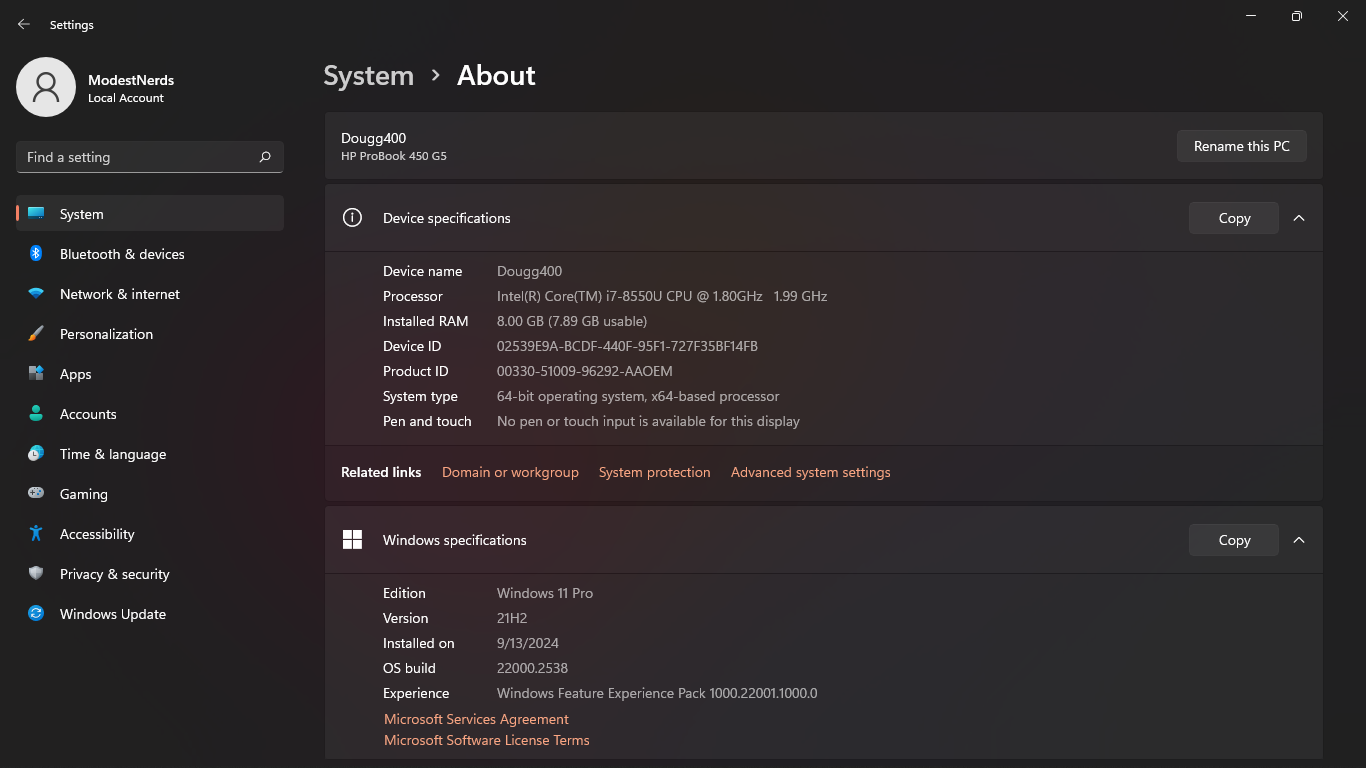 Settings
ModestNerds
Local Account
Find a setting
System
Bluetooth & devices
Network & internet
Personalization
Apps
Accounts
Time & language
Gaming
Accessibility
Privacy & security
Windows Update
System > About
Dougg400
HP ProBook 450 G5
Rename this PC
Device specifications
Copy
Device name Dougg400
Processor Intel(R) Core(TM) i7-8550U CPU @ 1.80GHz 1.99 GHz
Installed RAM 8.00 GB (7.89 GB usable)
Device ID 02539E9A-BCDF-440F-95F1-727F35BF14FB
Product ID 00330-51009-96292-AAOEM
System type 64-bit operating system, x64-based processor
Pen and touch No pen or touch input is available for this display
Related links Domain or workgroup System protection Advanced system settings
Windows specifications
Copy
Edition Windows 11 Pro
Version 21H2
Installed on 9/13/2024
OS build 22000.2538
Experience Windows Feature Experience Pack 1000.22001.1000.0
Microsoft Services Agreement
Microsoft Software License Terms